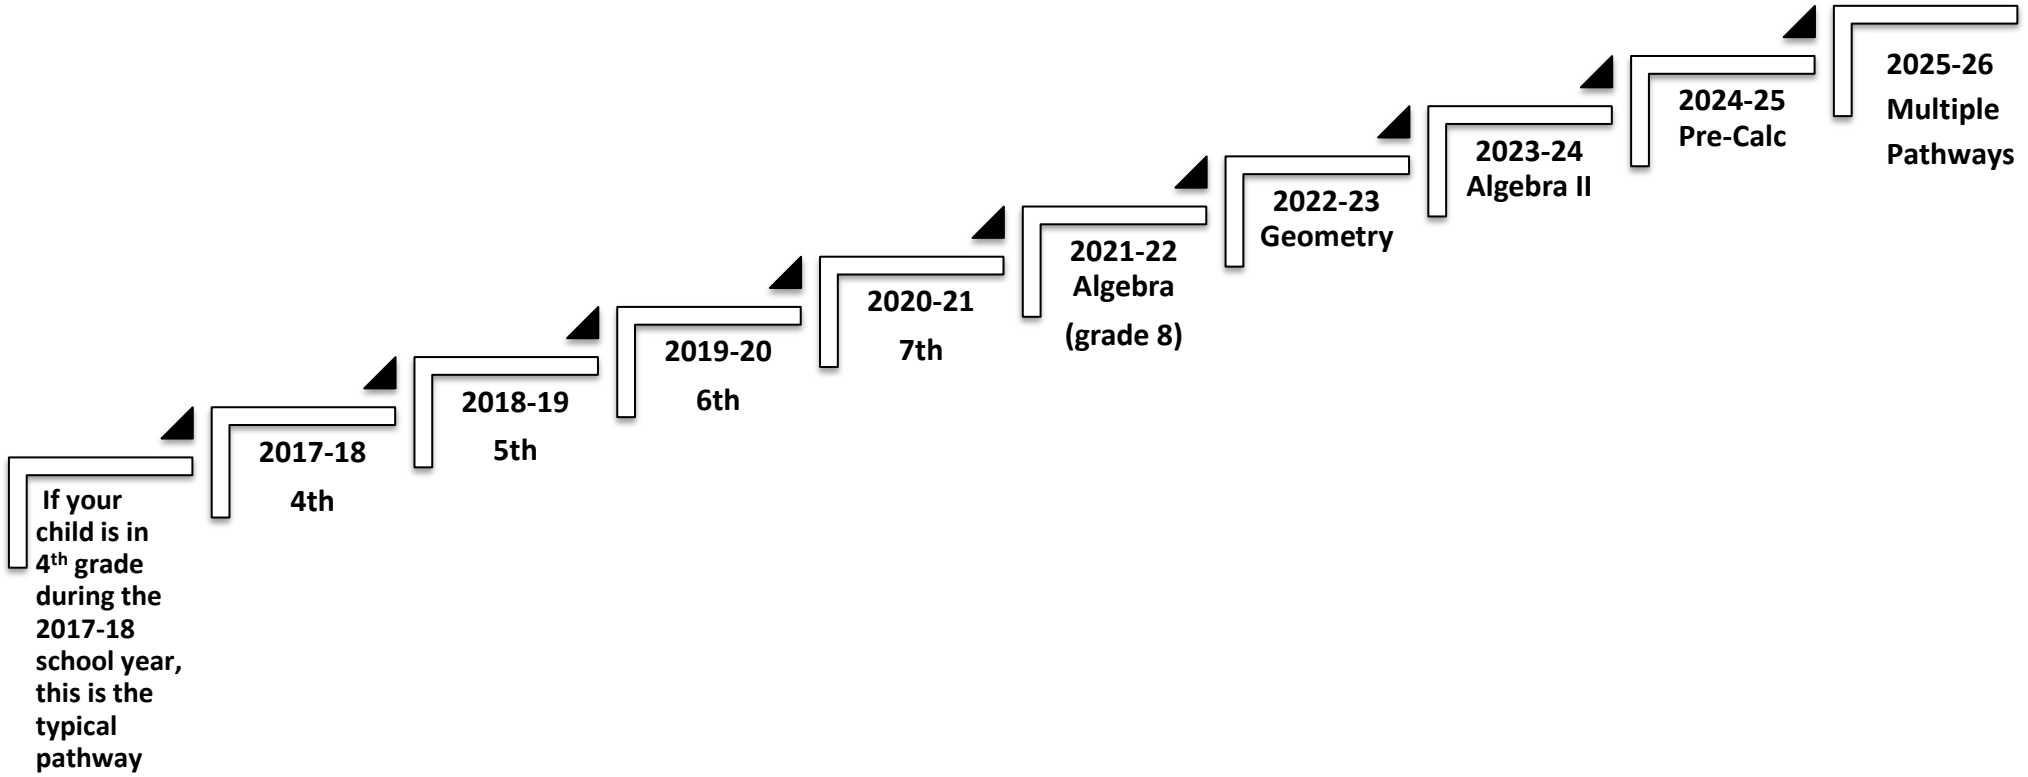 If your
child is in
4th grade
during the
2017-18
school year,
this is the
typical
pathway
2017-18
4th
2018-19
5th
2019-20
6th
2020-21
7th
2021-22
Algebra
(grade 8)
2022-23
Geometry
2023-24
Algebra II
2024-25
Pre-Calc
2025-26
Multiple
Pathways